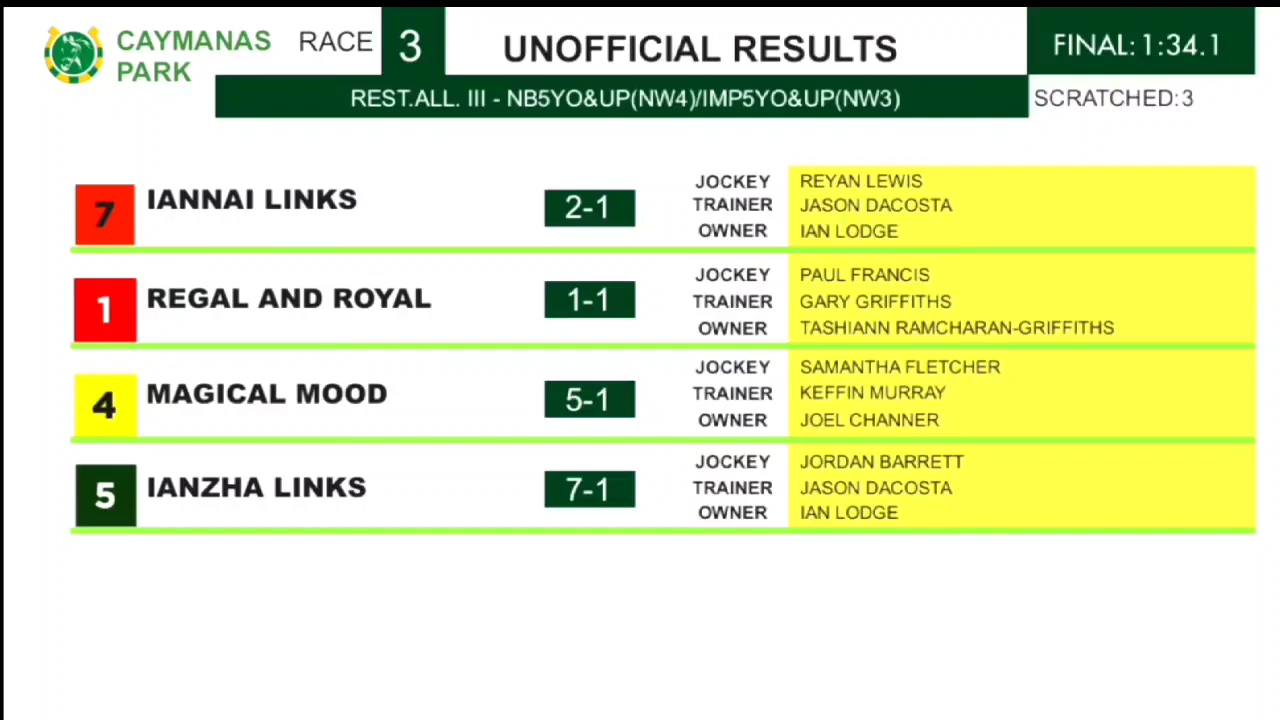 CAYMANAS PARK
RACE 3
UNOFFICIAL RESULTS
FINAL: 1:34.1
REST.ALL. III - NB5YO&UP(NW4)/IMP5YO&UP(NW3)
SCRATCHED:3
7 IANNAI LINKS 2-1
JOCKEY REYAN LEWIS
TRAINER JASON DACOSTA
OWNER IAN LODGE
1 REGAL AND ROYAL 1-1
JOCKEY PAUL FRANCIS
TRAINER GARY GRIFFITHS
OWNER TASHIANN RAMCHARAN-GRIFFITHS
4 MAGICAL MOOD 5-1
JOCKEY SAMANTHA FLETCHER
TRAINER KEFFIN MURRAY
OWNER JOEL CHANNER
5 IANZHA LINKS 7-1
JOCKEY JORDAN BARRETT
TRAINER JASON DACOSTA
OWNER IAN LODGE